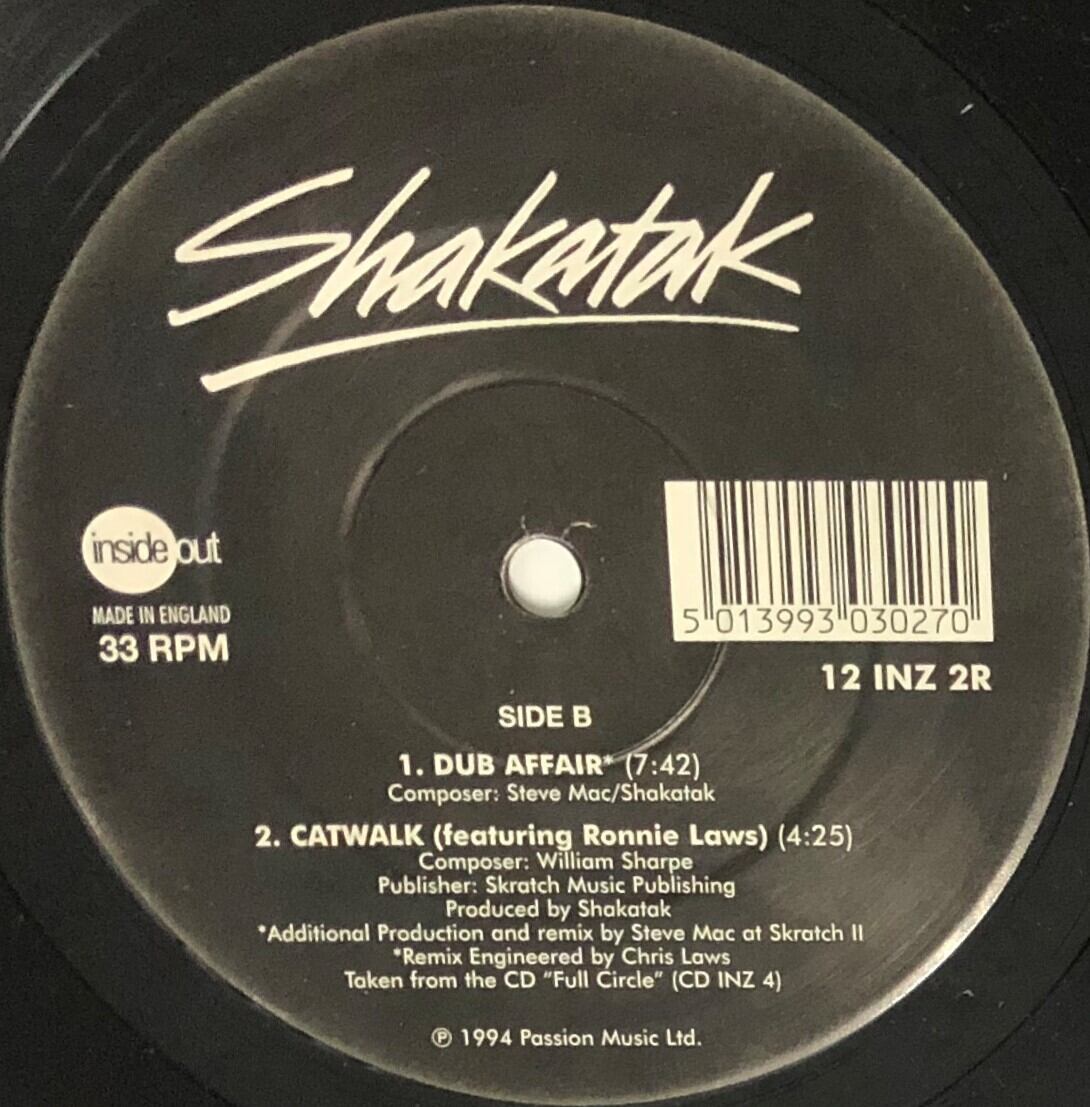 Shakatak
inside out
MADE IN ENGLAND
33 RPM
5 013993 030270
12 INZ 2R
SIDE B
1. DUB AFFAIR* (7:42)
Composer: Steve Mac/Shakatak
2. CATWALK (featuring Ronnie Laws) (4:25)
Composer: William Sharpe
Publisher: Skratch Music Publishing
Produced by Shakatak
*Additional Production and remix by Steve Mac at Skratch II
*Remix Engineered by Chris Laws
Taken from the CD "Full Circle" (CD INZ 4)
℗ 1994 Passion Music Ltd.